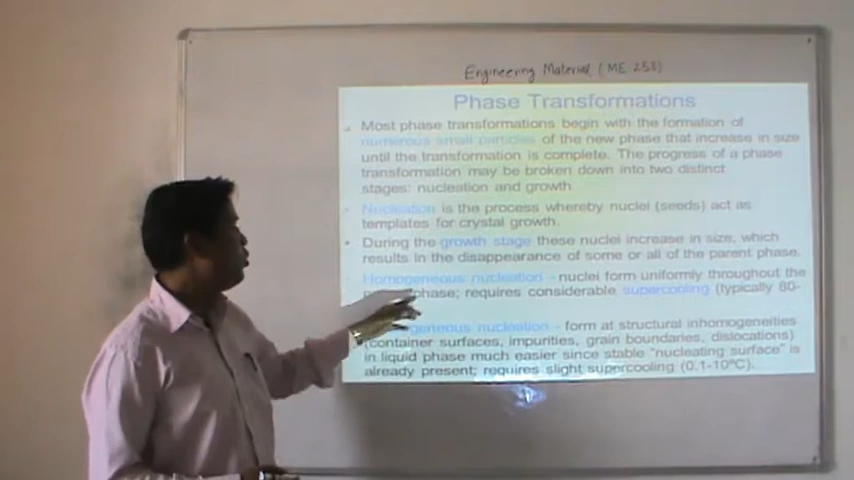 Engineering Material (ME 253)
Phase Transformations
Most phase transformations begin with the formation of
numerous small particles of the new phase that increase in size
until the transformation is complete. The progress of a phase
transformation may be broken down into two distinct
stages: nucleation and growth.
- Nucleation is the process whereby nuclei (seeds) act as
templates for crystal growth.
• During the growth stage these nuclei increase in size, which
results in the disappearance of some or all of the parent phase.
Homogeneous nucleation - nuclei form uniformly throughout the
phase; requires considerable supercooling (typically 80-
nucleation - form at structural inhomogeneities
(container surfaces, impurities, grain boundaries, dislocations)
in liquid phase much easier since stable "nucleating surface" is
already present; requires slight supercooling (0.1-10ºC).